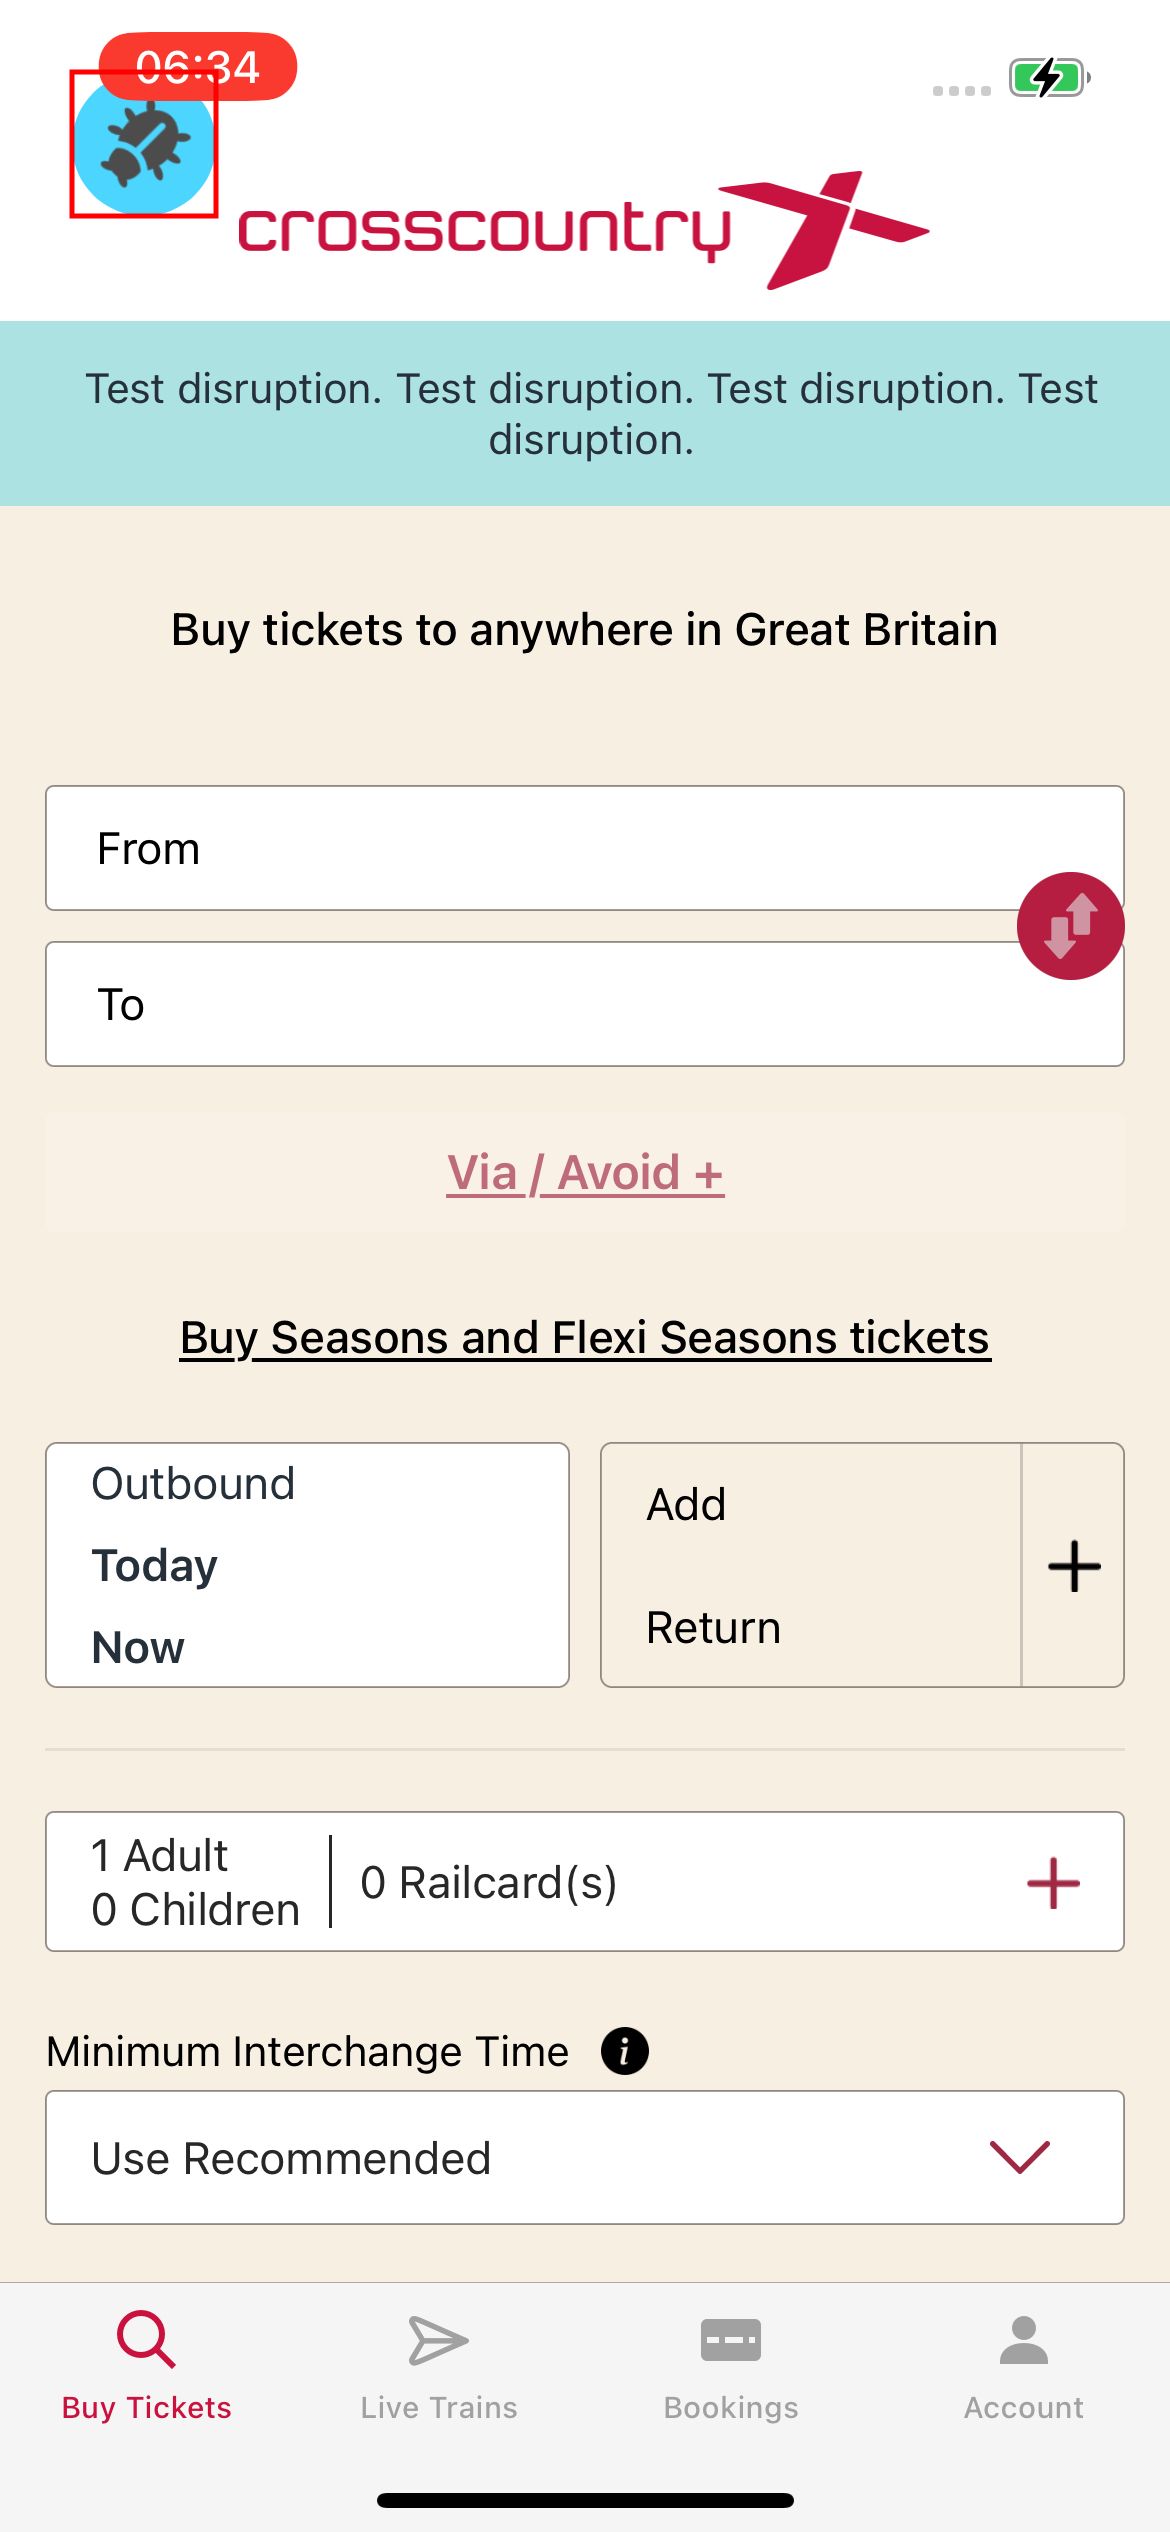 06:34
crosscountry
Test disruption. Test disruption. Test disruption. Test
disruption.
Buy tickets to anywhere in Great Britain
From
To
Via / Avoid +
Buy Seasons and Flexi Seasons tickets
Outbound
Today
Now
Add
Return
1 Adult
0 Children
0 Railcard(s)
Minimum Interchange Time
Use Recommended
Buy Tickets
Live Trains
Bookings
Account